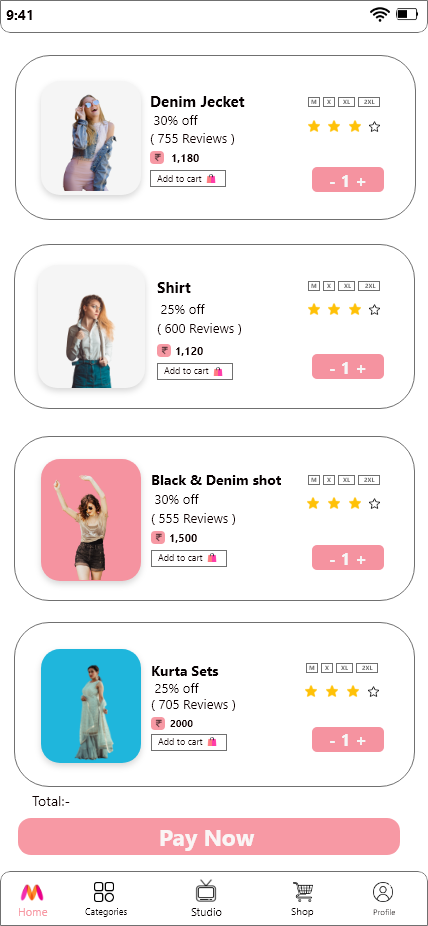 9:41
Denim Jecket
30% off
( 755 Reviews )
₹ 1,180
Add to cart
M X XL 2XL
- 1 +
Shirt
25% off
( 600 Reviews )
₹ 1,120
Add to cart
M X XL 2XL
- 1 +
Black & Denim shot
30% off
( 555 Reviews )
₹ 1,500
Add to cart
M X XL 2XL
- 1 +
Kurta Sets
25% off
( 705 Reviews )
₹ 2000
Add to cart
M X XL 2XL
- 1 +
Total:-
Pay Now
Home Categories Studio Shop Profile